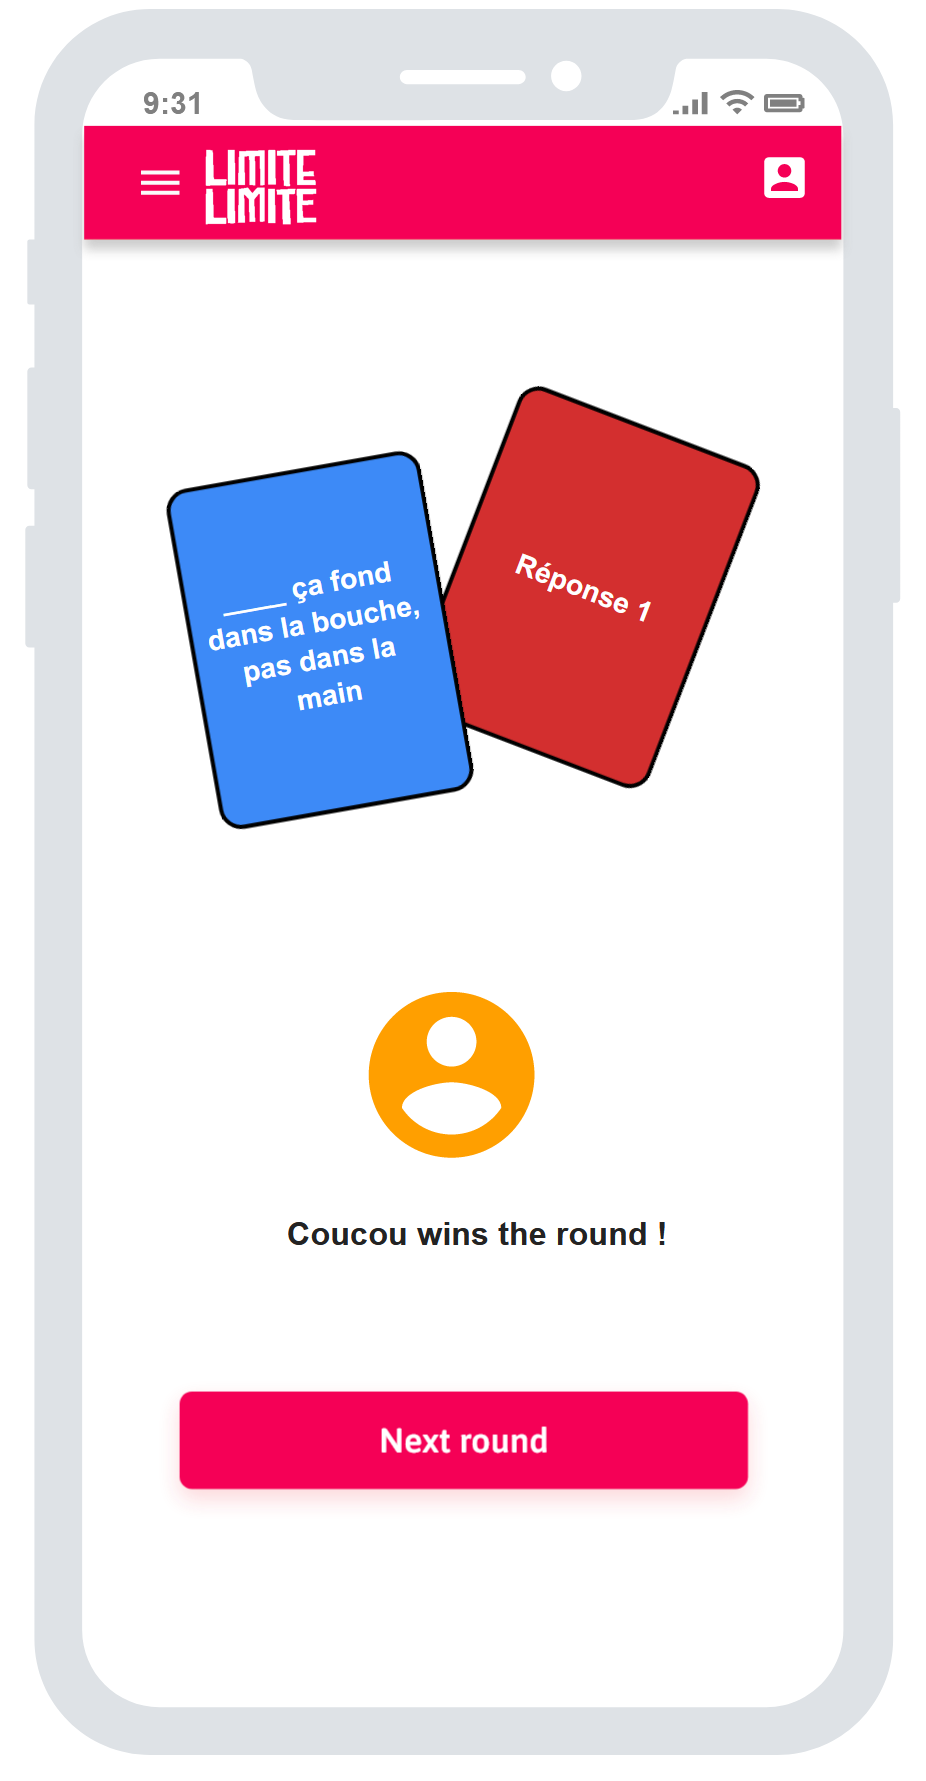 9:31
LIMITE
LIMITE
____ ça fond
dans la bouche,
pas dans la
main
Réponse 1
Coucou wins the round !
Next round